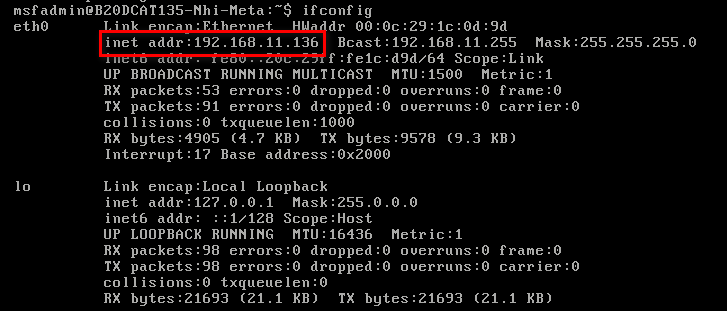 msfadmin@B20DCAT135-Nhi-Meta:~$ ifconfig
eth0 Link encap:Ethernet HWaddr 00:0c:29:1c:0d:9d
inet addr:192.168.11.136 Bcast:192.168.11.255 Mask:255.255.255.0
inet6 addr: fe80::20c:29ff:fe1c:d9d/64 Scope:Link
UP BROADCAST RUNNING MULTICAST MTU:1500 Metric:1
RX packets:53 errors:0 dropped:0 overruns:0 frame:0
TX packets:91 errors:0 dropped:0 overruns:0 carrier:0
collisions:0 txqueuelen:1000
RX bytes:4905 (4.7 KB) TX bytes:9578 (9.3 KB)
Interrupt:17 Base address:0x2000
lo Link encap:Local Loopback
inet addr:127.0.0.1 Mask:255.0.0.0
inet6 addr: ::1/128 Scope:Host
UP LOOPBACK RUNNING MTU:16436 Metric:1
RX packets:98 errors:0 dropped:0 overruns:0 frame:0
TX packets:98 errors:0 dropped:0 overruns:0 carrier:0
collisions:0 txqueuelen:0
RX bytes:21693 (21.1 KB) TX bytes:21693 (21.1 KB)